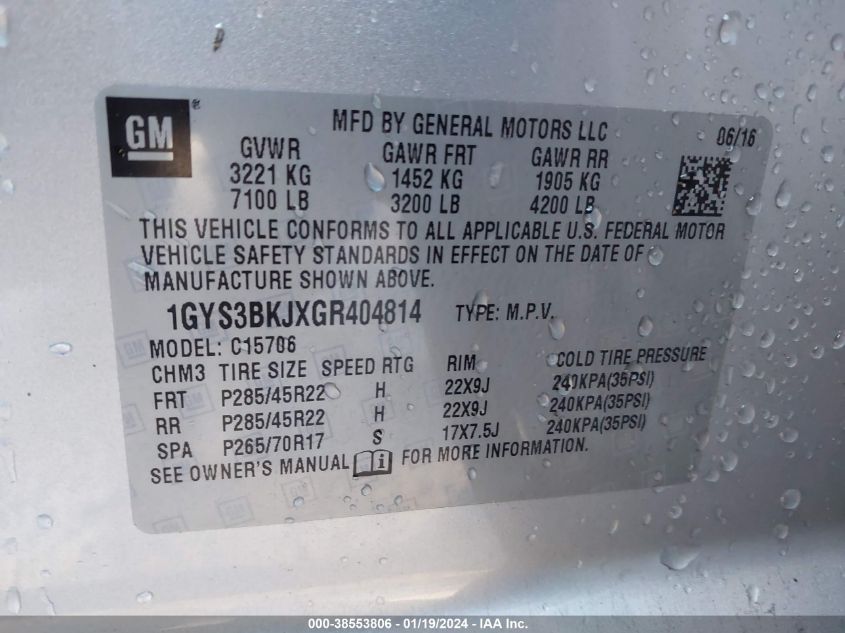 GM ®
MFD BY GENERAL MOTORS LLC 06/16
GVWR GAWR FRT GAWR RR
3221 KG 1452 KG 1905 KG
7100 LB 3200 LB 4200 LB
THIS VEHICLE CONFORMS TO ALL APPLICABLE U.S. FEDERAL MOTOR
VEHICLE SAFETY STANDARDS IN EFFECT ON THE DATE OF
MANUFACTURE SHOWN ABOVE.
1GYS3BKJXGR404814 TYPE: M.P.V.
MODEL: C15706
CHM3 TIRE SIZE SPEED RTG RIM COLD TIRE PRESSURE
FRT P285/45R22 H 22X9J 240KPA(35PSI)
RR P285/45R22 H 22X9J 240KPA(35PSI)
SPA P265/70R17 S 17X7.5J 240KPA(35PSI)
SEE OWNER'S MANUAL i FOR MORE INFORMATION.
000-38553806 - 01/19/2024 - IAA Inc.